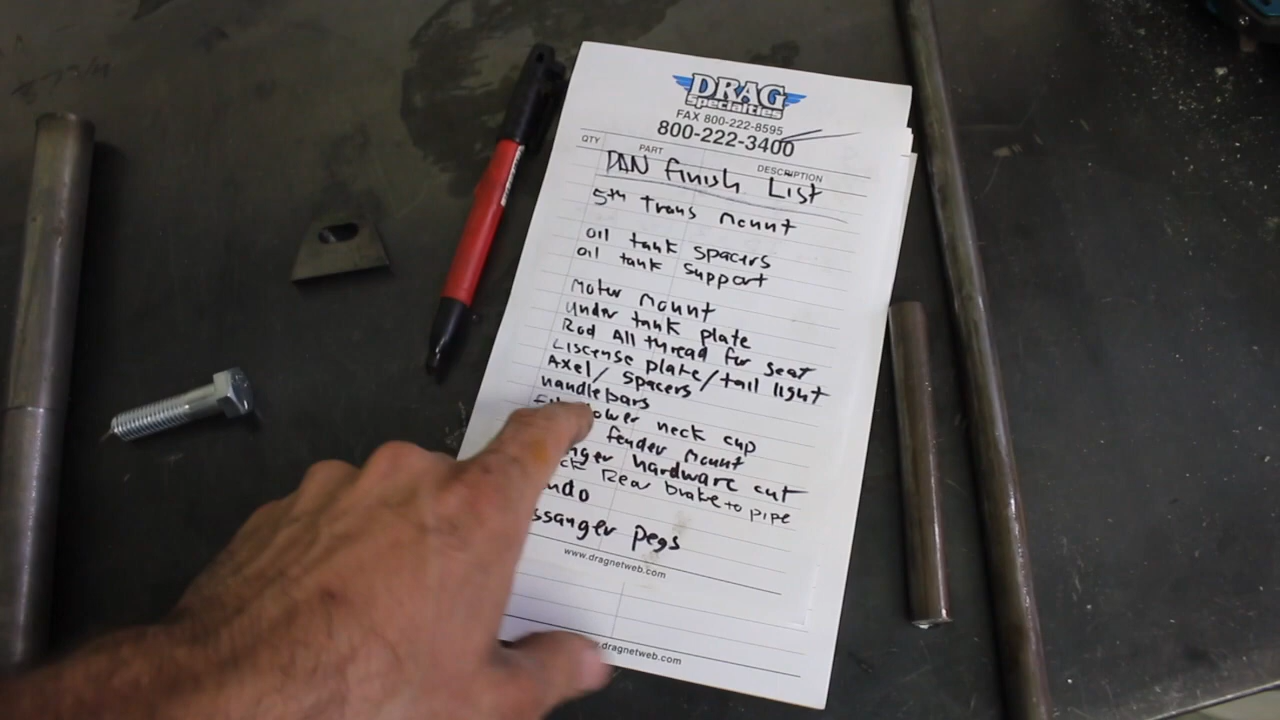 DRAG
Specialties
FAX 800-222-8595
800-222-3400
QTY PART DESCRIPTION
PAN finish List
5th Trans mount
oil tank spacers
oil tank support
Motor mount
under tank plate
Rod All thread for seat
Liscense plate/tail light
Axel/ spacers
handlebars
lower neck cup
fender mount
hardware cut
Rear brake to pipe
Pegs
www.dragnetweb.com
dragnetweb.com